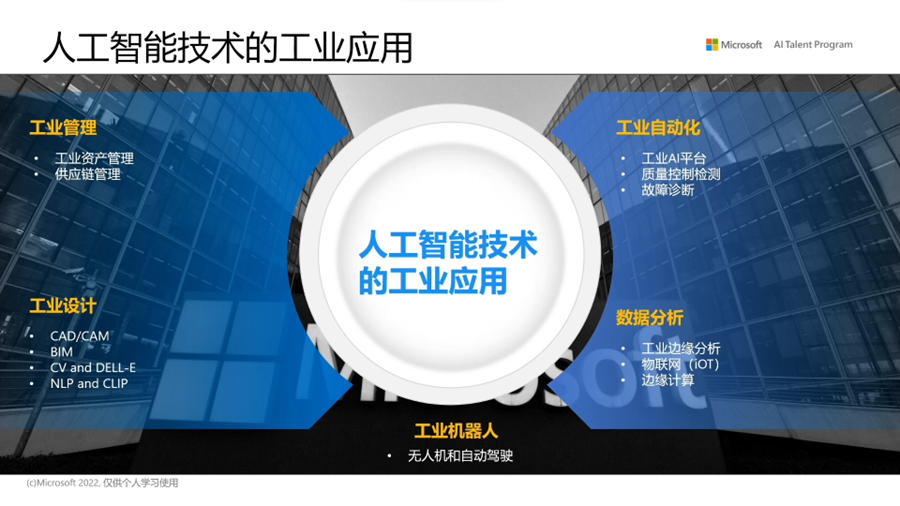 人工智能技术的工业应用
Microsoft AI Talent Program
工业管理
• 工业资产管理
• 供应链管理
工业设计
• CAD/CAM
• BIM
• CV and DELL-E
• NLP and CLIP
人工智能技术
的工业应用
工业自动化
• 工业AI平台
• 质量控制检测
• 故障诊断
数据分析
• 工业边缘分析
• 物联网（iOT）
• 边缘计算
Microsoft
工业机器人
• 无人机和自动驾驶
(c)Microsoft 2022, 仅供个人学习使用